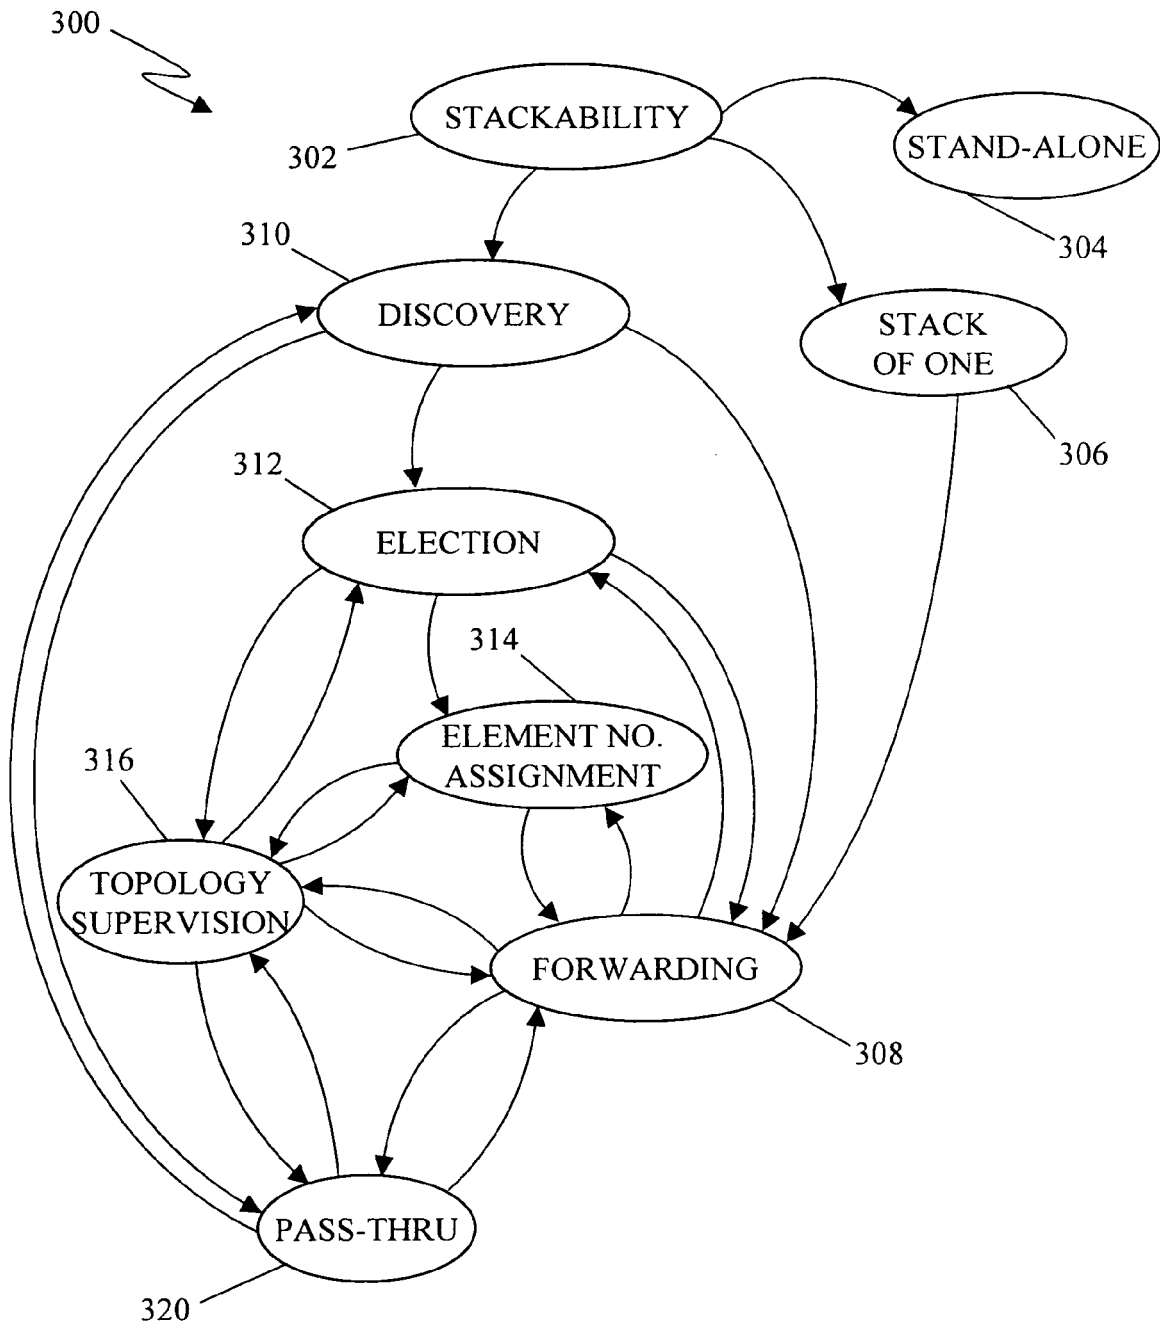 300
STACKABILITY
302
STAND-ALONE
304
310
DISCOVERY
STACK
OF ONE
306
312
ELECTION
314
ELEMENT NO.
ASSIGNMENT
316
TOPOLOGY
SUPERVISION
FORWARDING
308
PASS-THRU
320